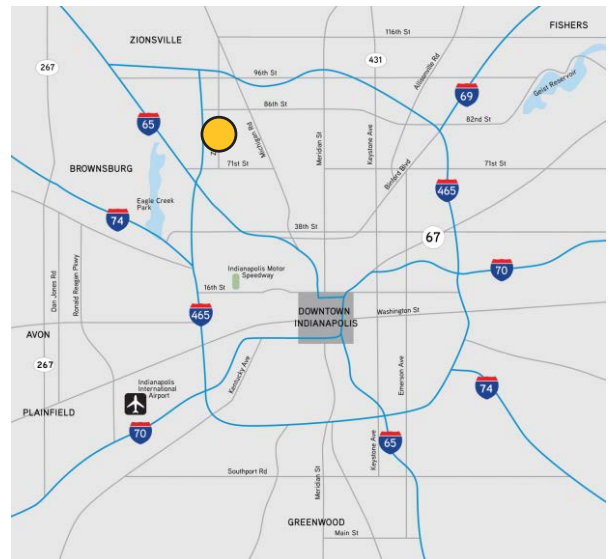 FISHERS
116th St
ZIONSVILLE
431
Allisonville Rd
267
96th St
69
Geist Reservoir
86th St
65
82nd St
Michigan Rd
Meridian St
Keystone Ave
Binford Blvd
71st St
71st St
BROWNSBURG
465
Eagle Creek
Park
74
38th St
67
Dan Jones Rd
Ronald Reagan Pkwy
Indianapolis Motor
Speedway
70
16th St
465
DOWNTOWN
INDIANAPOLIS
Washington St
AVON
267
Kentucky Ave
Emerson Ave
Indianapolis
International
Airport
74
PLAINFIELD
70
65
Keystone Ave
Southport Rd
Meridian St
GREENWOOD
Main St